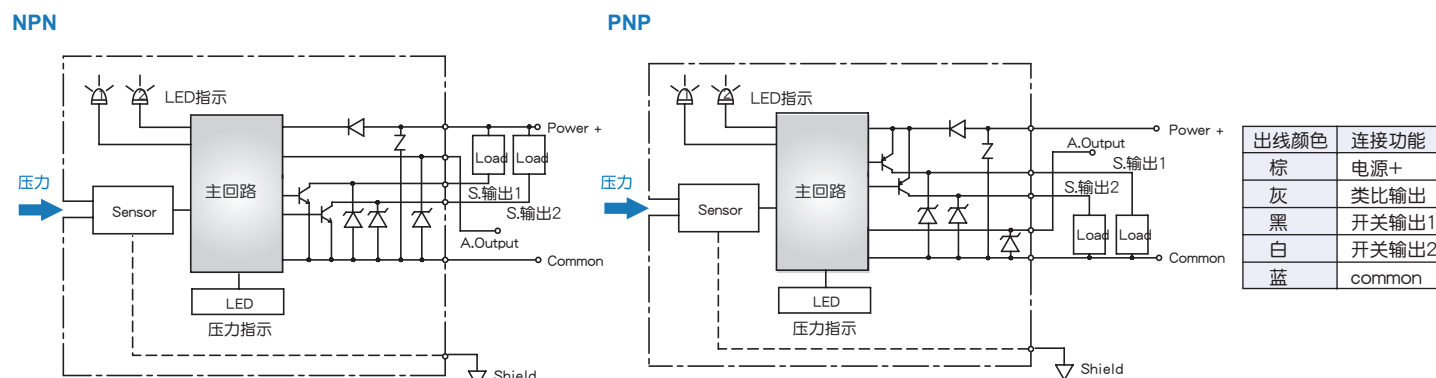 NPN
1
2
LED指示
压力
Sensor
主回路
Load
Load
Power +
S.输出1
S.输出2
A.Output
Common
LED
压力指示
Shield
PNP
1
2
LED指示
压力
Sensor
主回路
Power +
A.Output
S.输出1
S.输出2
Load
Load
Common
LED
压力指示
Shield
出线颜色 连接功能
棕 电源+
灰 类比输出
黑 开关输出1
白 开关输出2
蓝 common